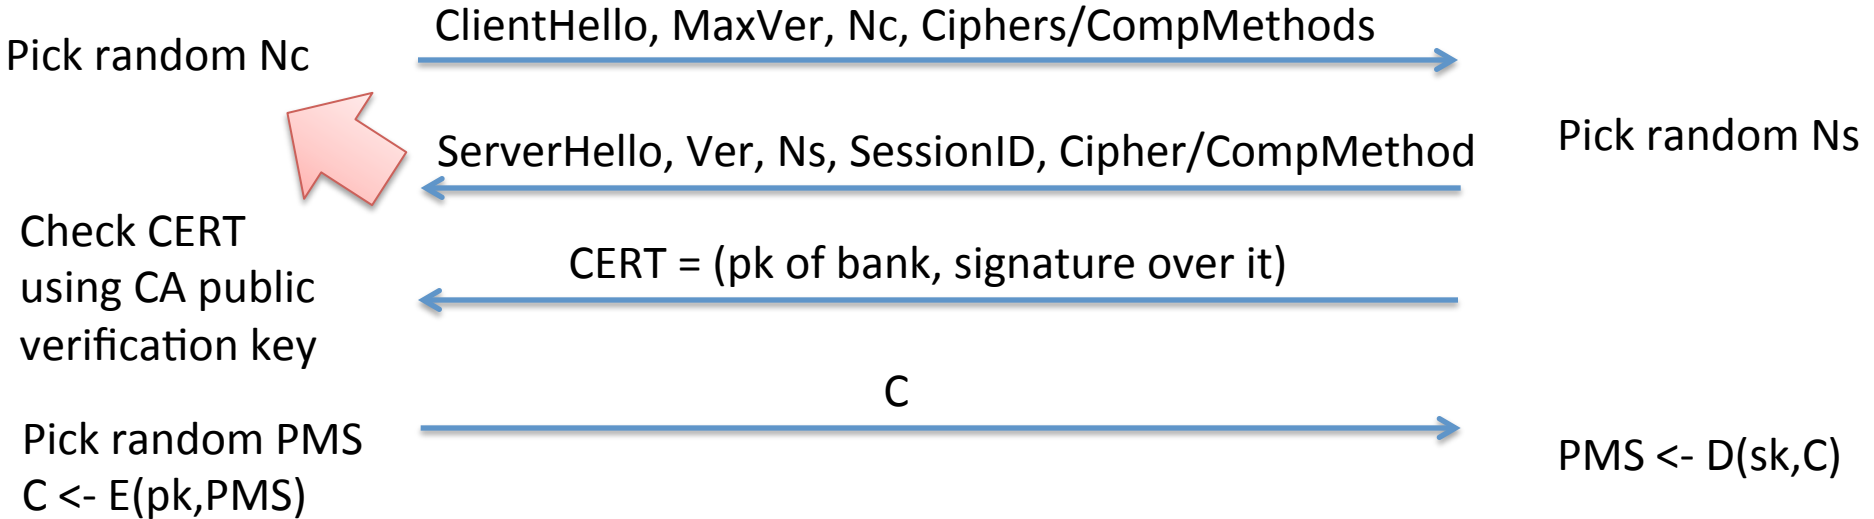 ClientHello, MaxVer, Nc, Ciphers/CompMethods
Pick random Nc
ServerHello, Ver, Ns, SessionID, Cipher/CompMethod
Pick random Ns
Check CERT
using CA public
verification key
CERT = (pk of bank, signature over it)
C
Pick random PMS
C <- E(pk,PMS)
PMS <- D(sk,C)